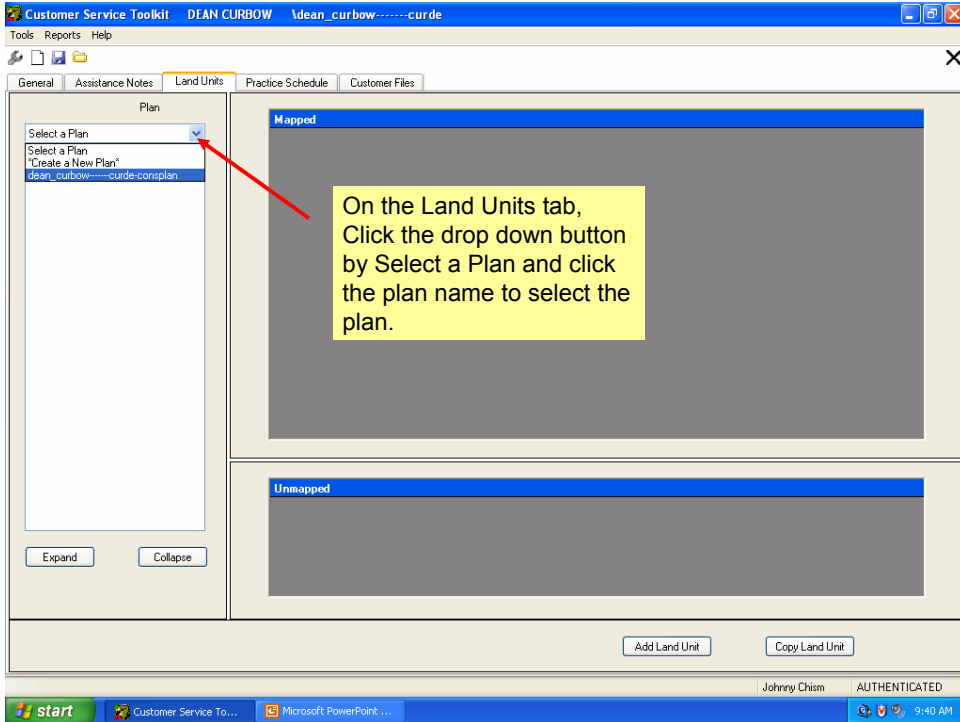 Customer Service Toolkit DEAN CURBOW \dean_curbow-------curde
Tools Reports Help
General Assistance Notes Land Units Practice Schedule Customer Files
Plan
Select a Plan
Select a Plan
"Create a New Plan"
dean_curbow-------curde-consplan
Mapped
On the Land Units tab,
Click the drop down button
by Select a Plan and click
the plan name to select the
plan.
Unmapped
Expand Collapse
Add Land Unit Copy Land Unit
Johnny Chism AUTHENTICATED
start Customer Service To... Microsoft PowerPoint ... 9:40 AM